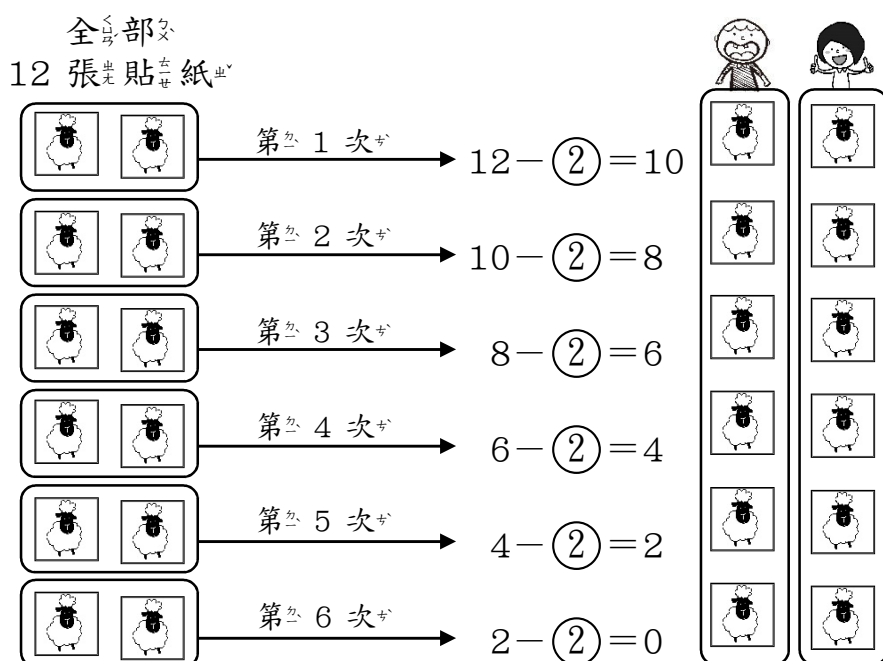 全ㄑㄩㄢˊ部ㄅㄨˋ
12 張ㄓㄤ貼ㄊㄧㄝ紙ㄓˇ
第ㄉㄧˋ 1 次ㄘˋ 12－②＝10
第ㄉㄧˋ 2 次ㄘˋ 10－②＝8
第ㄉㄧˋ 3 次ㄘˋ 8－②＝6
第ㄉㄧˋ 4 次ㄘˋ 6－②＝4
第ㄉㄧˋ 5 次ㄘˋ 4－②＝2
第ㄉㄧˋ 6 次ㄘˋ 2－②＝0